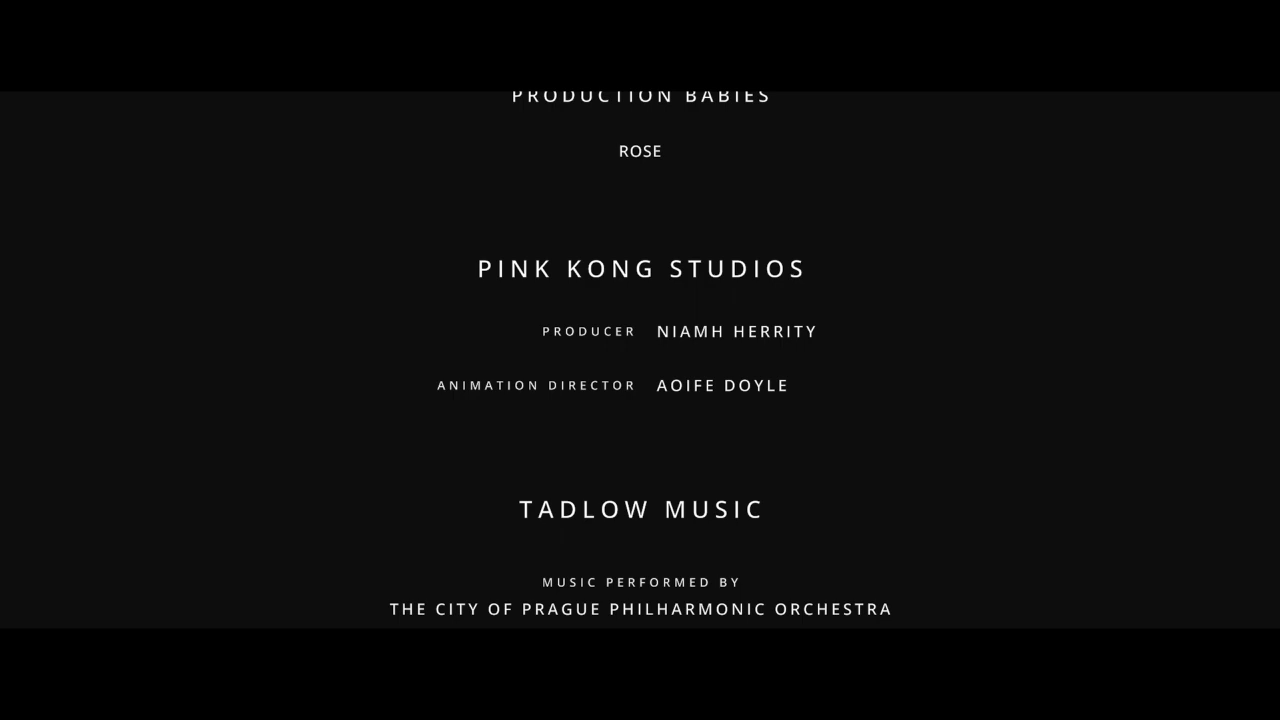 PRODUCTION BABIES
ROSE
PINK KONG STUDIOS
PRODUCER NIAMH HERRITY
ANIMATION DIRECTOR AOIFE DOYLE
TADLOW MUSIC
MUSIC PERFORMED BY
THE CITY OF PRAGUE PHILHARMONIC ORCHESTRA